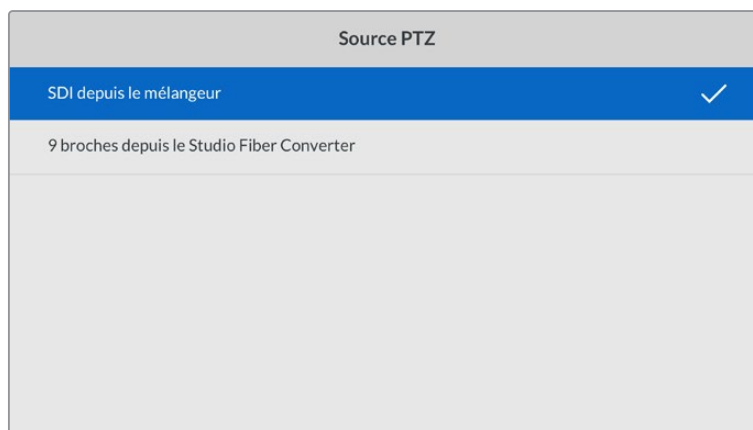 Source PTZ
SDI depuis le mélangeur
9 broches depuis le Studio Fiber Converter